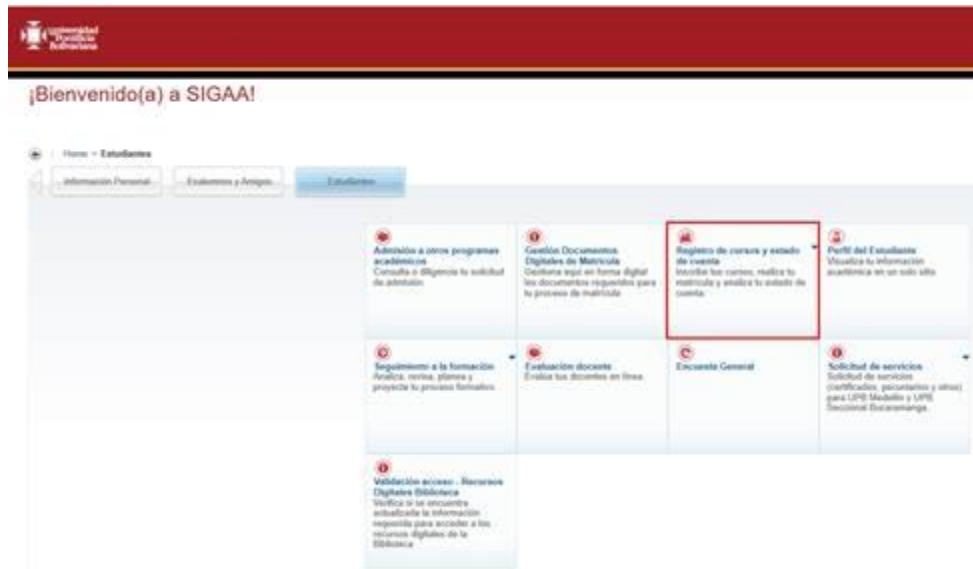 Universidad
Pontificia
Bolivariana
¡Bienvenido(a) a SIGAA!
Home > Estudiantes
Información Personal
Exalumnos y Amigos
Estudiantes
Admisión a otros programas
académicos
Consulta o diligencia tu solicitud
de admisión
Gestión Documentos
Digitales de Matrícula
Gestiona aquí en forma digital
los documentos requeridos para
tu proceso de matrícula
Registro de cursos y estado
de cuenta
Inscribe tus cursos, realiza tu
matrícula y analiza tu estado de
cuenta.
Perfil del Estudiante
Visualiza tu información
académica en un solo sitio
Seguimiento a la formación
Analiza, revisa, planea y
proyecta tu proceso formativo.
Evaluación docente
Evalúa tus docentes en línea.
Encuesta General
Solicitud de servicios
Solicitud de servicios
(certificados, pecuniarios y otros)
para UPB Medellín y UPB
Seccional Bucaramanga.
Validación acceso - Recursos
Digitales Biblioteca
Verifica si se encuentra
actualizada la información
requerida para acceder a los
recursos digitales de la
Biblioteca